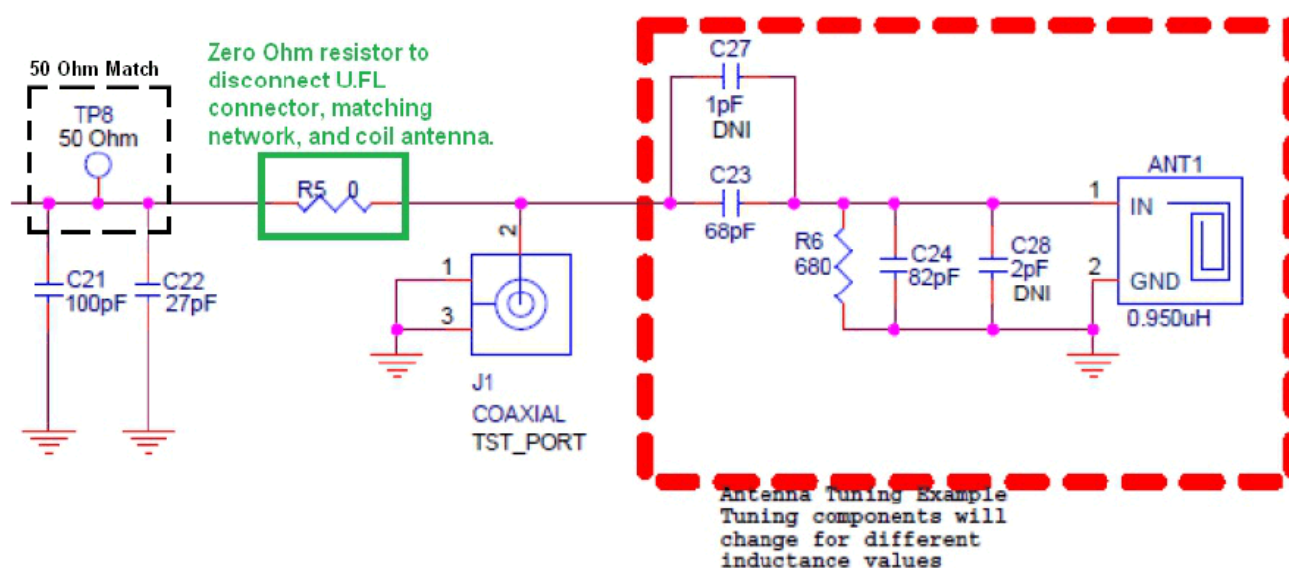 50 Ohm Match
TP8
50 Ohm
Zero Ohm resistor to
disconnect U.FL
connector, matching
network, and coil antenna.
R5 0
C21
100pF
C22
27pF
2
1
3
J1
COAXIAL
TST_PORT
C27
1pF
DNI
C23
68pF
R6
680
C24
82pF
C28
2pF
DNI
ANT1
1
IN
2
GND
0.950uH
Antenna Tuning Example
Tuning components will
change for different
inductance values